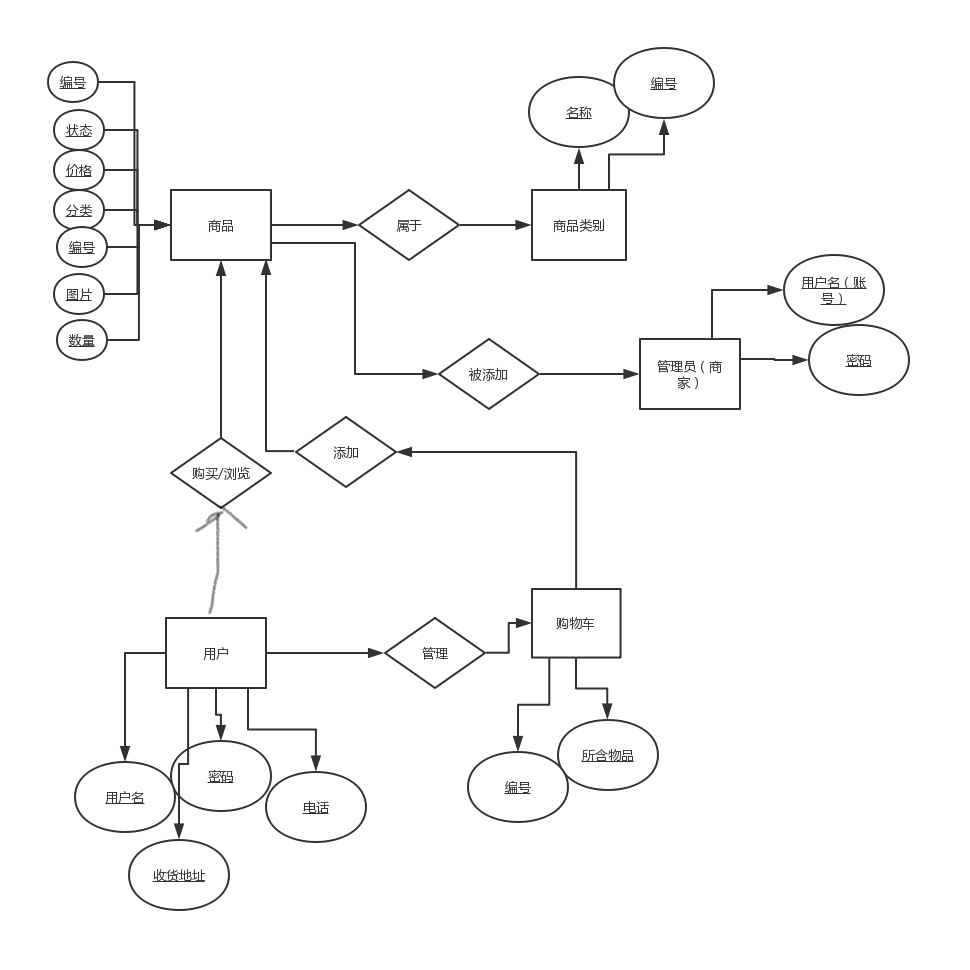 编号
状态
价格
分类
编号
图片
数量
商品
属于
名称
编号
商品类别
用户名（账
号）
密码
管理员（商
家）
被添加
添加
购买/浏览
用户
管理
购物车
用户名
密码
电话
收货地址
编号
所含物品